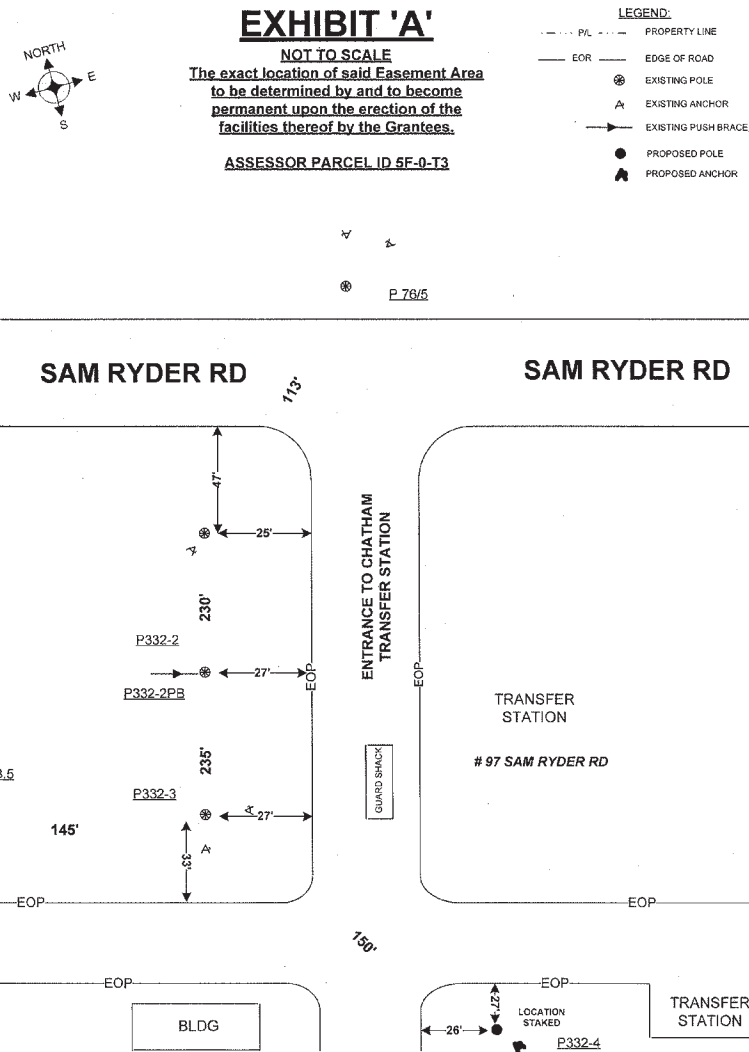 EXHIBIT 'A'
NOT TO SCALE
The exact location of said Easement Area
to be determined by and to become
permanent upon the erection of the
facilities thereof by the Grantees.
ASSESSOR PARCEL ID 5F-0-T3
NORTH
E
W
S
LEGEND:
P/L PROPERTY LINE
EOR EDGE OF ROAD
EXISTING POLE
EXISTING ANCHOR
EXISTING PUSH BRACE
PROPOSED POLE
PROPOSED ANCHOR
P 76/5
SAM RYDER RD
SAM RYDER RD
113'
47'
25'
ENTRANCE TO CHATHAM
TRANSFER STATION
230'
P332-2
27'
P332-2PB
EOP
EOP
TRANSFER
STATION
# 97 SAM RYDER RD
235'
GUARD SHACK
P332-3
27'
145'
33'
EOP
EOP
150'
EOP
EOP
27'
LOCATION
STAKED
26'
P332-4
BLDG
TRANSFER
STATION